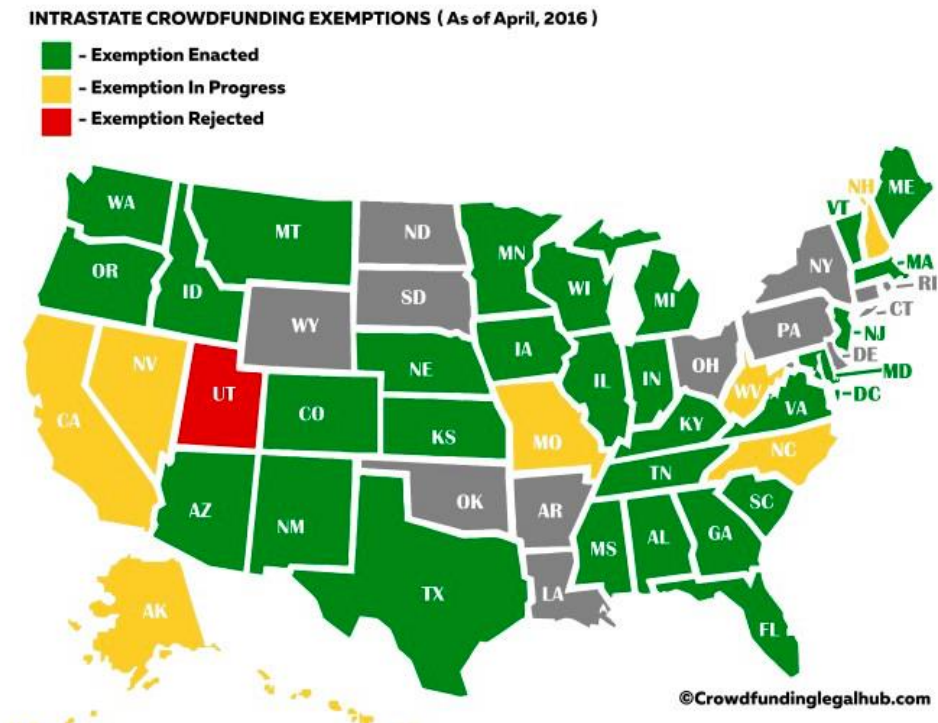 INTRASTATE CROWDFUNDING EXEMPTIONS ( As of April, 2016 )
- Exemption Enacted
- Exemption In Progress
- Exemption Rejected
WA
MT
ND
MN
NH
ME
VT
OR
ID
SD
WI
MI
NY
MA
RI
CT
WY
PA
NJ
NV
IA
NE
OH
DE
UT
CO
IL
IN
WV
MD
DC
CA
KS
MO
KY
VA
NC
TN
AZ
NM
OK
AR
SC
MS
AL
GA
TX
LA
AK
FL
©Crowdfundinglegalhub.com